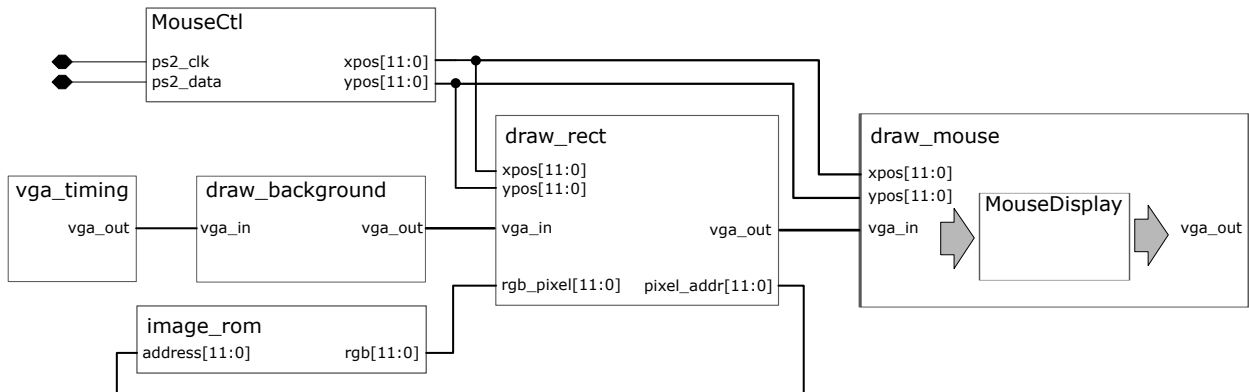 MouseCtl
ps2_clk xpos[11:0]
ps2_data ypos[11:0]
vga_timing
vga_out
draw_background
vga_in vga_out
draw_rect
xpos[11:0]
ypos[11:0]
vga_in vga_out
rgb_pixel[11:0] pixel_addr[11:0]
draw_mouse
xpos[11:0]
ypos[11:0]
MouseDisplay
vga_in vga_out
image_rom
address[11:0] rgb[11:0]